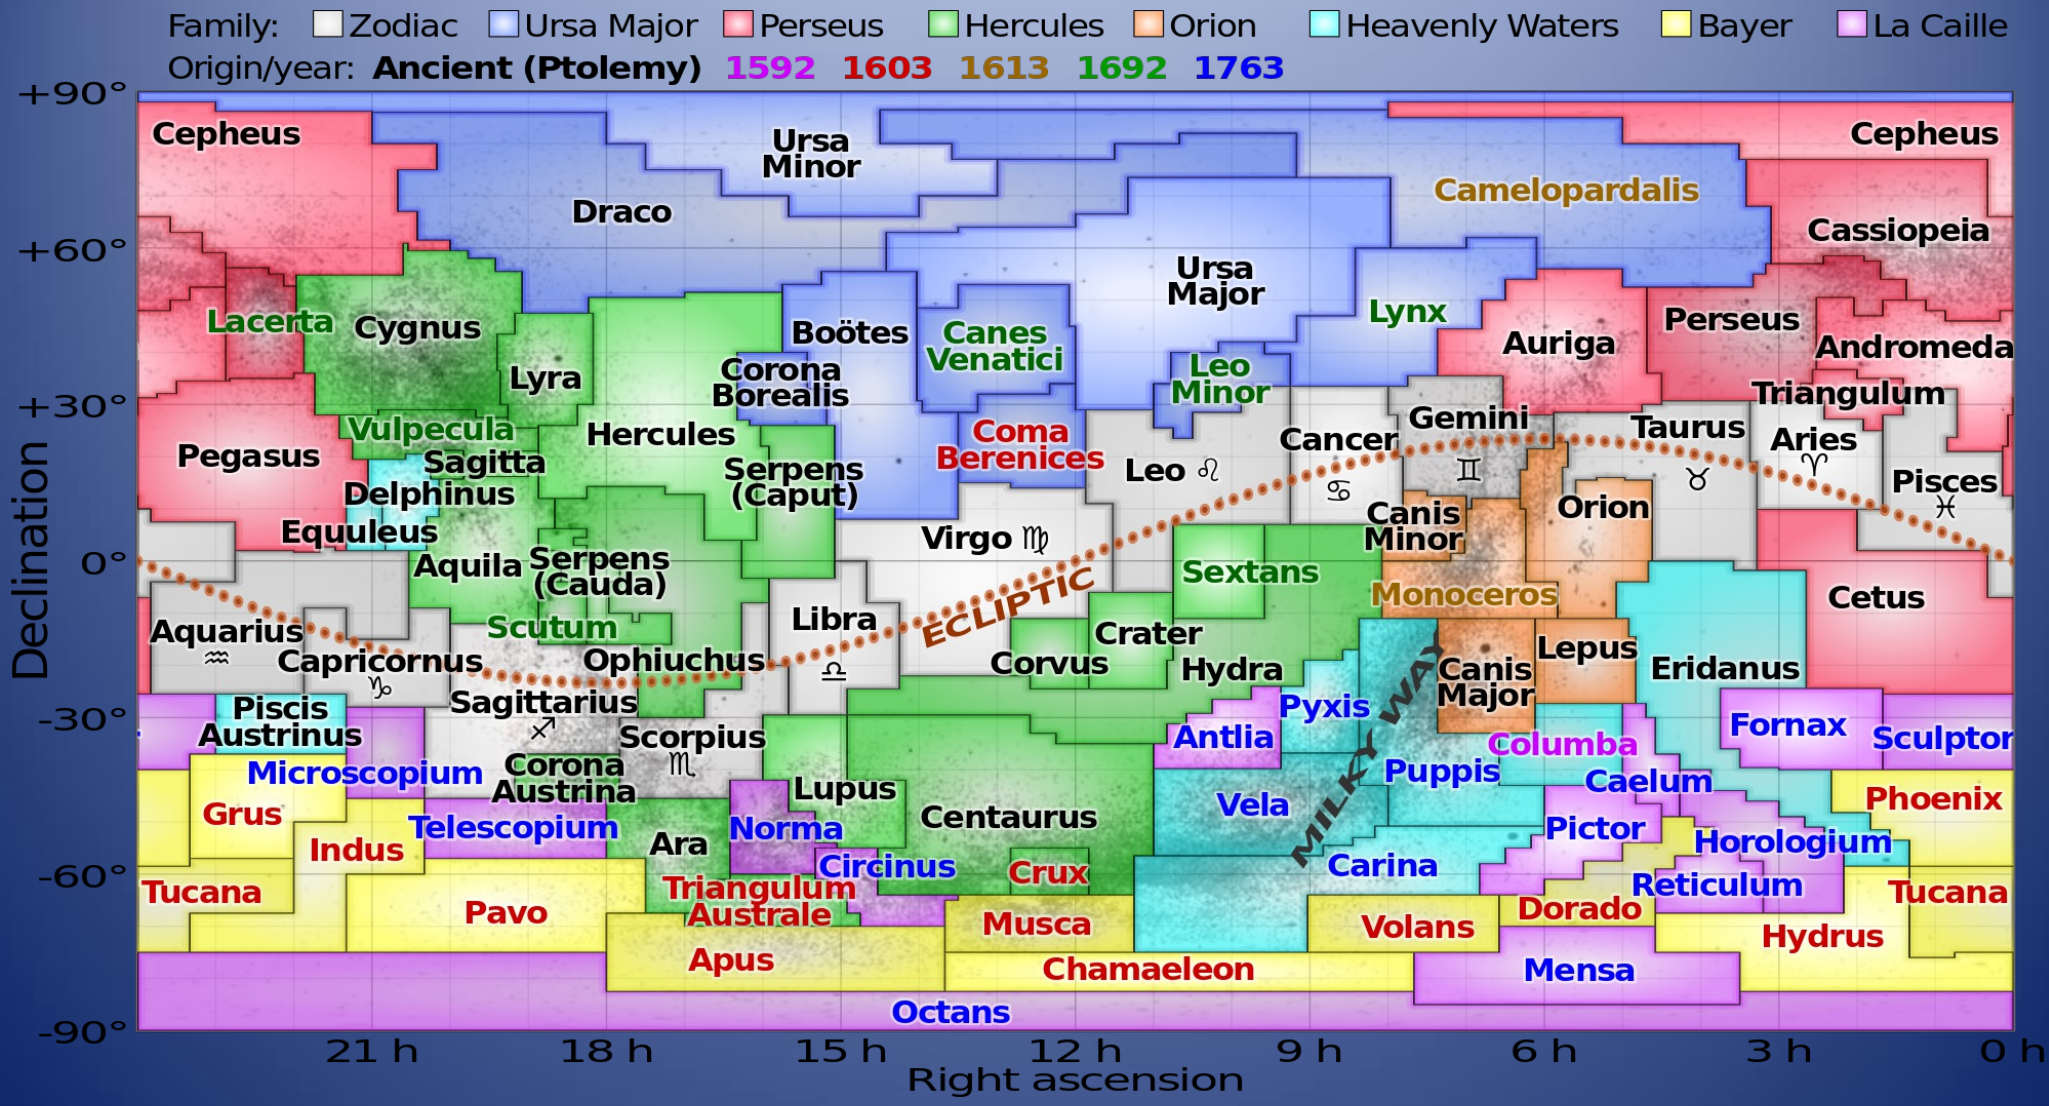 Family: Zodiac Ursa Major Perseus Hercules Orion Heavenly Waters Bayer La Caille
Origin/year: Ancient (Ptolemy) 1592 1603 1613 1692 1763
+90°
Cepheus
Ursa
Minor
Cepheus
Camelopardalis
Draco
Cassiopeia
+60°
Ursa
Major
Lynx
Lacerta
Cygnus
Boötes
Canes
Venatici
Auriga
Perseus
Andromeda
Lyra
Corona
Borealis
Leo
Minor
Triangulum
+30°
Vulpecula
Hercules
Coma
Berenices
Gemini
Taurus
Pegasus
Sagitta
Serpens
(Caput)
Leo ♌
Cancer
♋
♊
♉
Aries
♈
Pisces
♓
Delphinus
Equuleus
Canis
Minor
Orion
Virgo ♍
0°
Aquila
Serpens
(Cauda)
ECLIPTIC
Sextans
Monoceros
Cetus
Scutum
Libra
♎
Aquarius
♒
Capricornus
♑
Ophiuchus
Crater
Corvus
Hydra
MILKY WAY
Canis
Major
Lepus
Eridanus
Sagittarius
♐
-30°
Piscis
Austrinus
Scorpius
♏
Antlia
Pyxis
Columba
Fornax
Sculptor
Microscopium
Corona
Austrina
Puppis
Caelum
Lupus
Grus
Centaurus
Vela
Phoenix
Telescopium
Norma
Pictor
Horologium
Indus
Ara
Circinus
Crux
Carina
-60°
Tucana
Triangulum
Australe
Reticulum
Tucana
Pavo
Musca
Volans
Dorado
Hydrus
Apus
Chamaeleon
Mensa
Octans
-90°
21 h 18 h 15 h 12 h 9 h 6 h 3 h 0 h
Right ascension
Declination